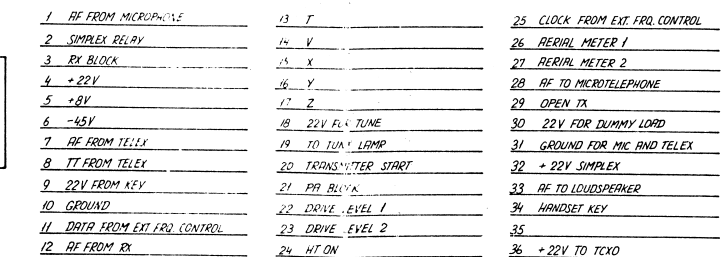 1 AF FROM MICROPHONE
2 SIMPLEX RELAY
3 RX BLOCK
4 +22V
5 +8V
6 -45V
7 AF FROM TELEX
8 TT FROM TELEX
9 22V FROM KEY
10 GROUND
11 DATA FROM EXT FRQ. CONTROL
12 AF FROM RX
13 T
14 V
15 X
16 Y
17 Z
18 22V FOR TUNE
19 TO TUNE LAMP
20 TRANSMITTER START
21 PA BLOCK
22 DRIVE LEVEL 1
23 DRIVE LEVEL 2
24 HT ON
25 CLOCK FROM EXT. FRQ. CONTROL
26 AERIAL METER 1
27 AERIAL METER 2
28 AF TO MICROTELEPHONE
29 OPEN TX
30 22V FOR DUMMY LOAD
31 GROUND FOR MIC AND TELEX
32 + 22V SIMPLEX
33 AF TO LOUDSPEAKER
34 HANDSET KEY
35
36 +22V TO TCXO